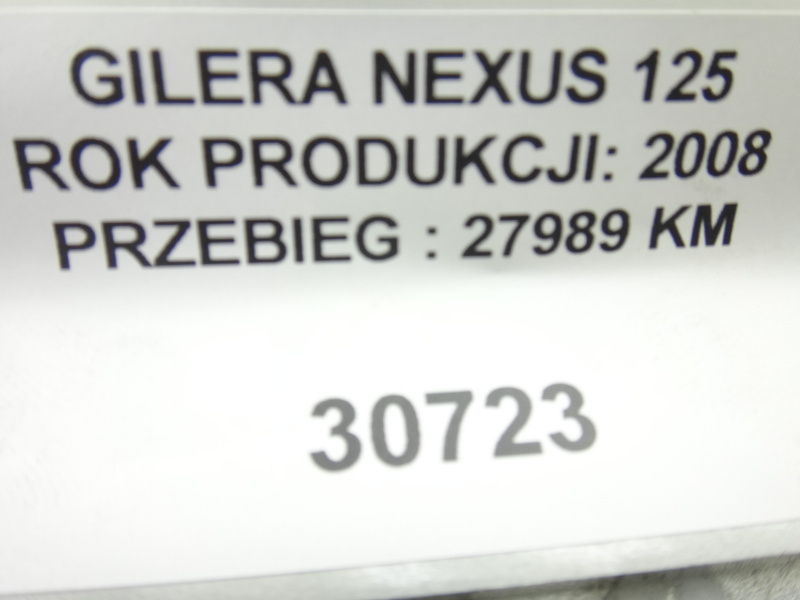 GILERA NEXUS 125
ROK PRODUKCJI: 2008
PRZEBIEG : 27989 KM
30723